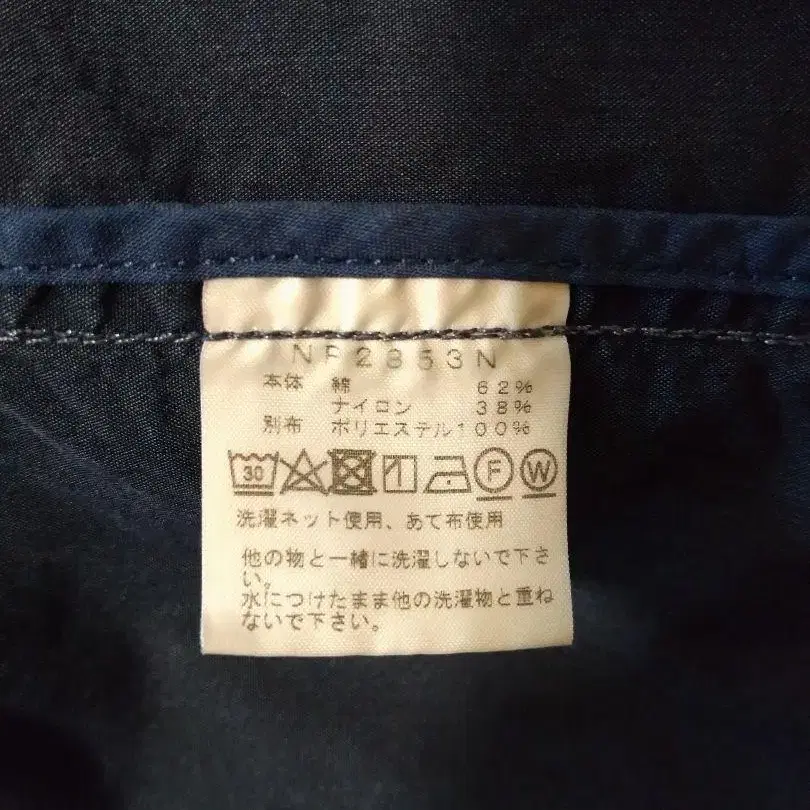 NP2853N
本体 綿 62%
ナイロン 38%
別布 ポリエステル100%
30 F W
洗濯ネット使用、あて布使用
他の物と一緒に洗濯しないで下さ
い。
水につけたまま他の洗濯物と重ね
ないで下さい。